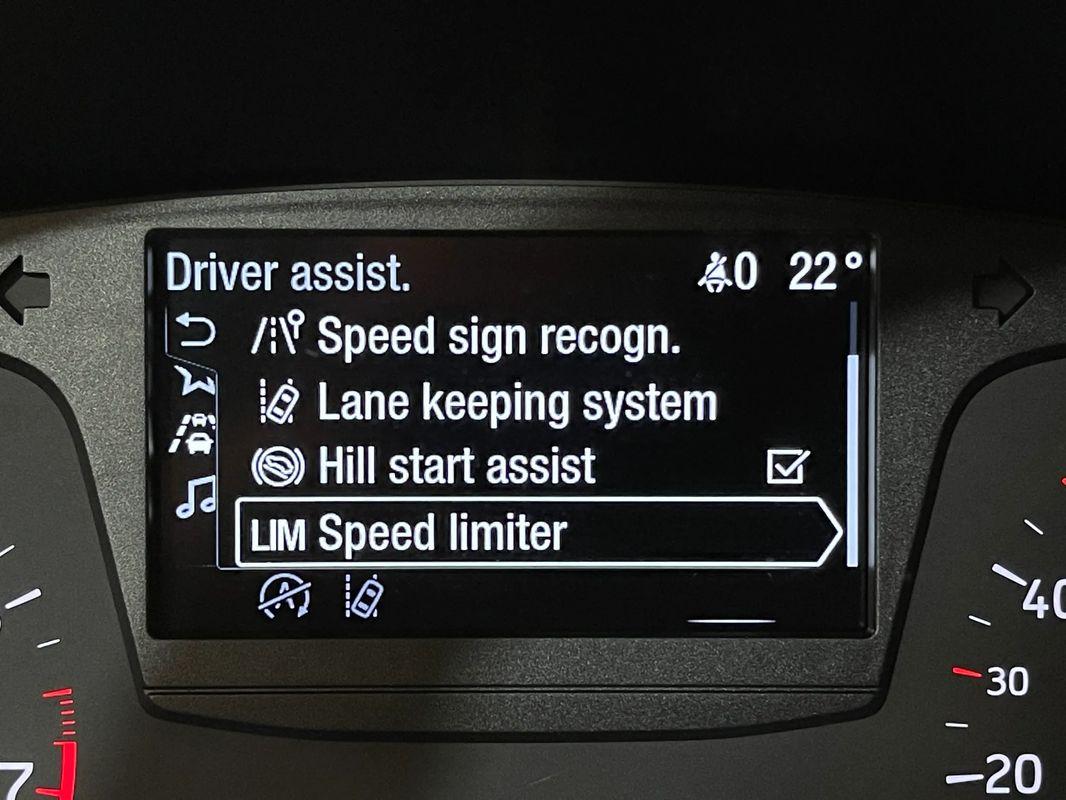 Driver assist. 0 22°
Speed sign recogn.
Lane keeping system
Hill start assist
LIM Speed limiter
A
40
30
20
7